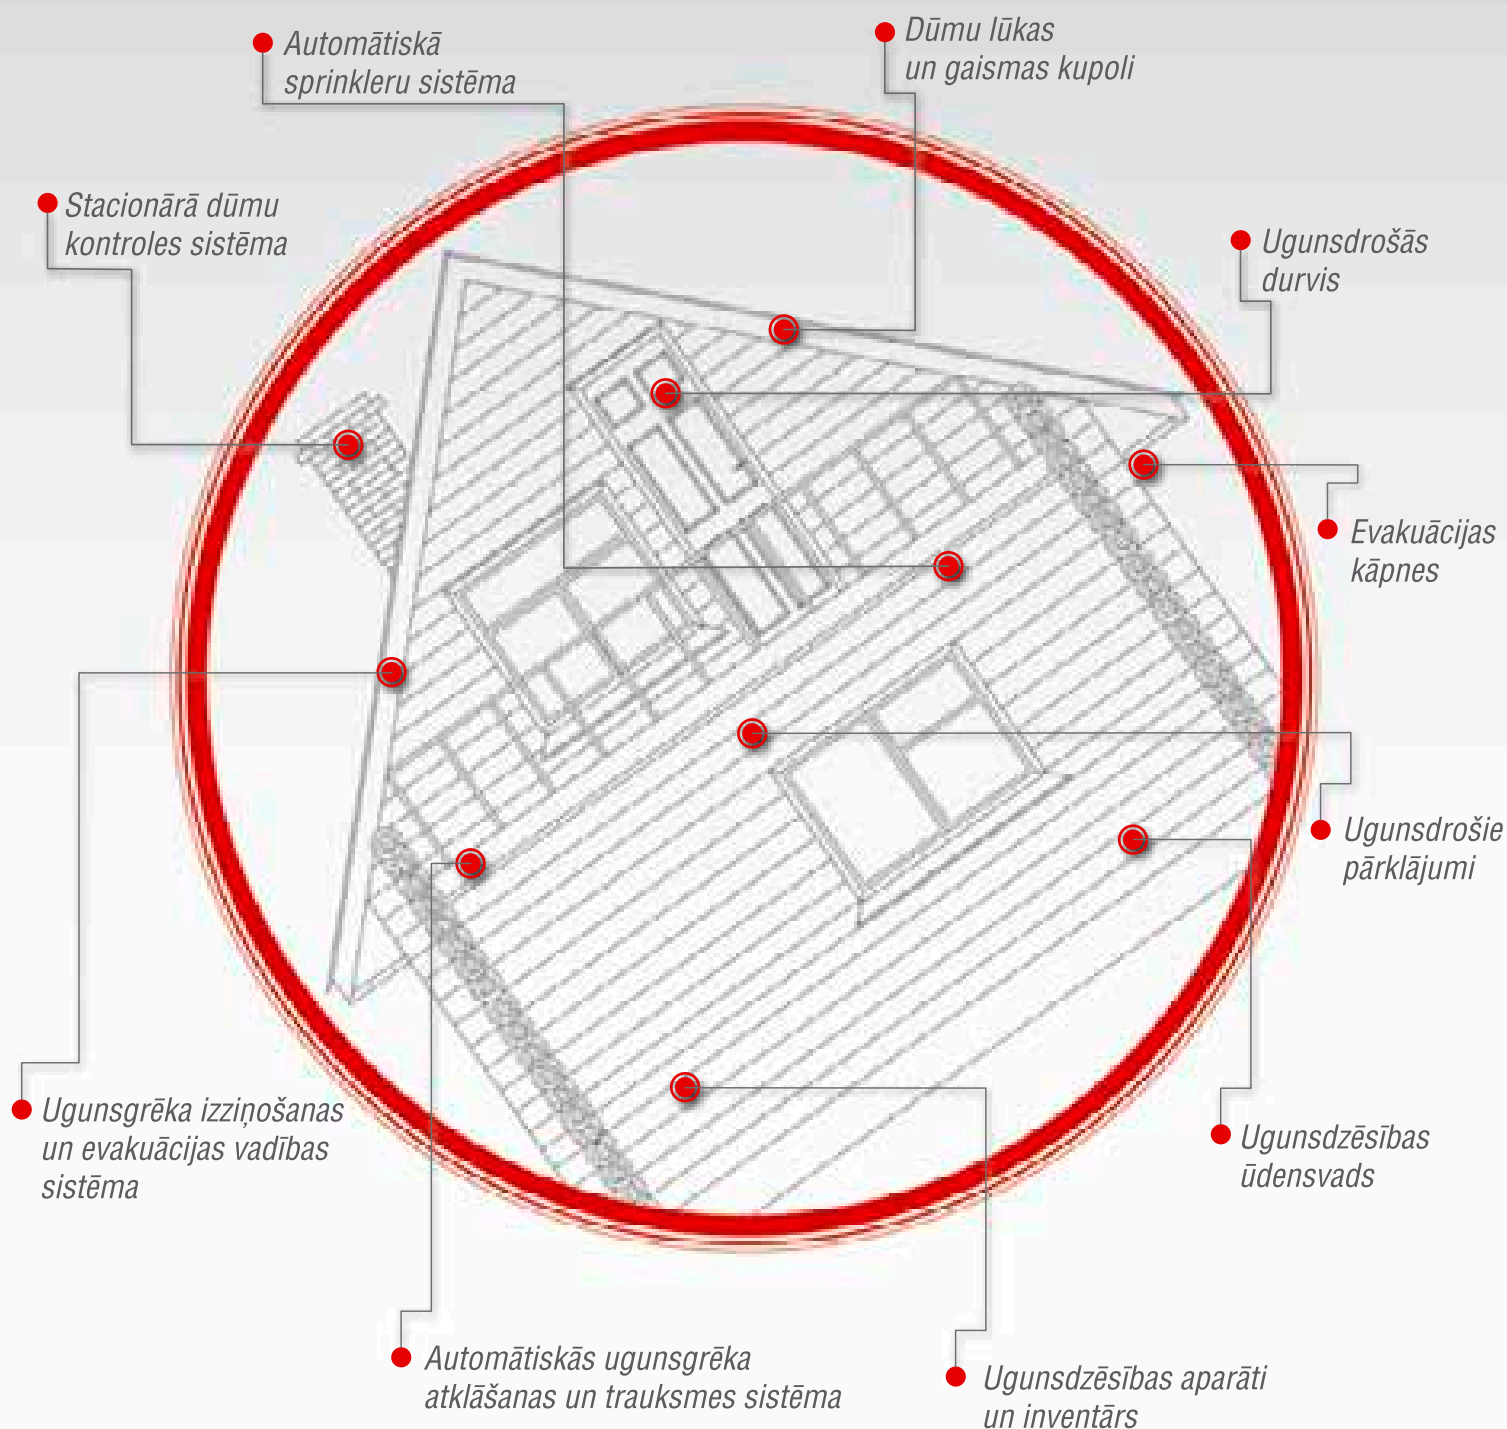 Automātiskā
sprinkleru sistēma
Dūmu lūkas
un gaismas kupoli
Stacionārā dūmu
kontroles sistēma
Ugunsdrošās
durvis
Evakuācijas
kāpnes
Ugunsdrošie
pārklājumi
Ugunsgrēka izziņošanas
un evakuācijas vadības
sistēma
Ugunsdzēsības
ūdensvads
Automātiskās ugunsgrēka
atklāšanas un trauksmes sistēma
Ugunsdzēsības aparāti
un inventārs